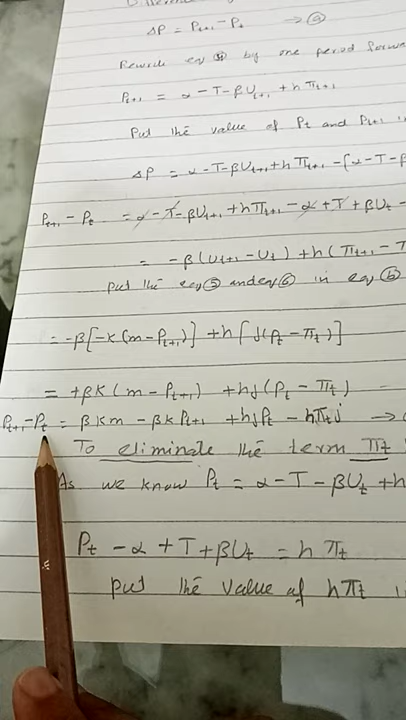 ΔP = Pt+1 - Pt → ⓐ
Rewrite eq by one period
Pt+1 = α - T - βUt+1 + hπt+1
Put the value of Pt and Pt+1
ΔP = α - T - βUt+1 + hπt+1 - (α - T - β
Pt+1 - Pt = α - T - βUt+1 + hπt+1 - α + T + βUt -
= -β(Ut+1 - Ut) + h(πt+1 -
Put the eq ⑤ and eq ⑥ in eq ⓑ
= -β[-k(m - Pt+1)] + h[j(Pt - πt)]
= +βk(m - Pt+1) + hj(Pt - πt)
Pt+1 - Pt = βkm - βkPt+1 + hjPt - hπtj →
To eliminate the term πt
As we know Pt = α - T - βUt + h
Pt - α + T + βUt = hπt
put the value of hπt